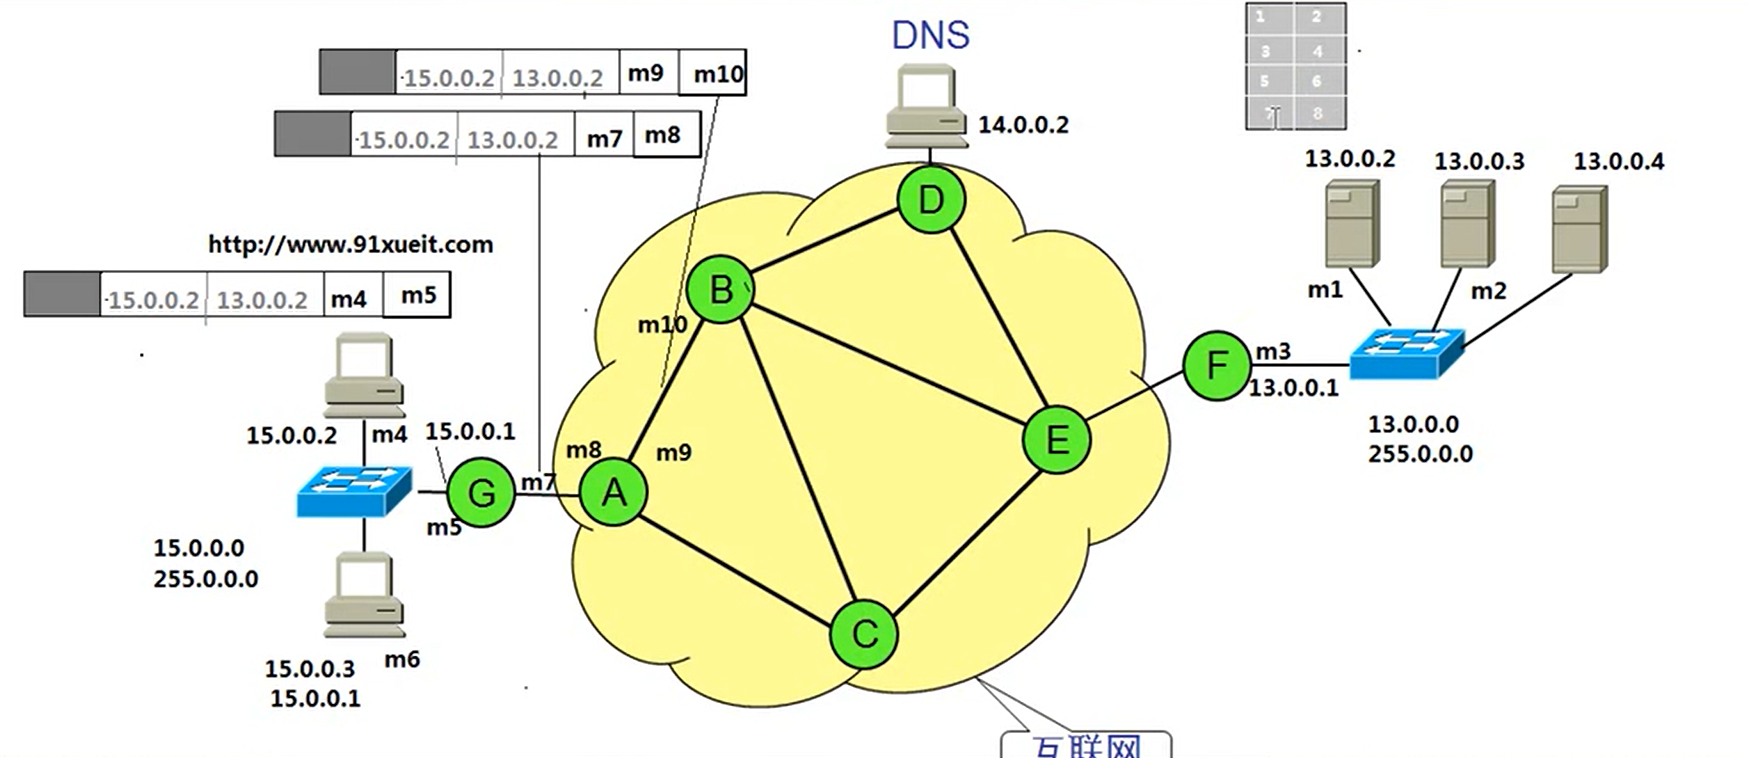 DNS
1 2
3 4
5 6
7 8
15.0.0.2 13.0.0.2 m9 m10
15.0.0.2 13.0.0.2 m7 m8
14.0.0.2
13.0.0.2 13.0.0.3 13.0.0.4
D
http://www.91xueit.com
15.0.0.2 13.0.0.2 m4 m5
B
m1 m2
m10
F m3
13.0.0.1
13.0.0.0
255.0.0.0
15.0.0.2 m4 15.0.0.1
m8 m9
E
G m7 A
m5
15.0.0.0
255.0.0.0
C
15.0.0.3 m6
15.0.0.1
互联网